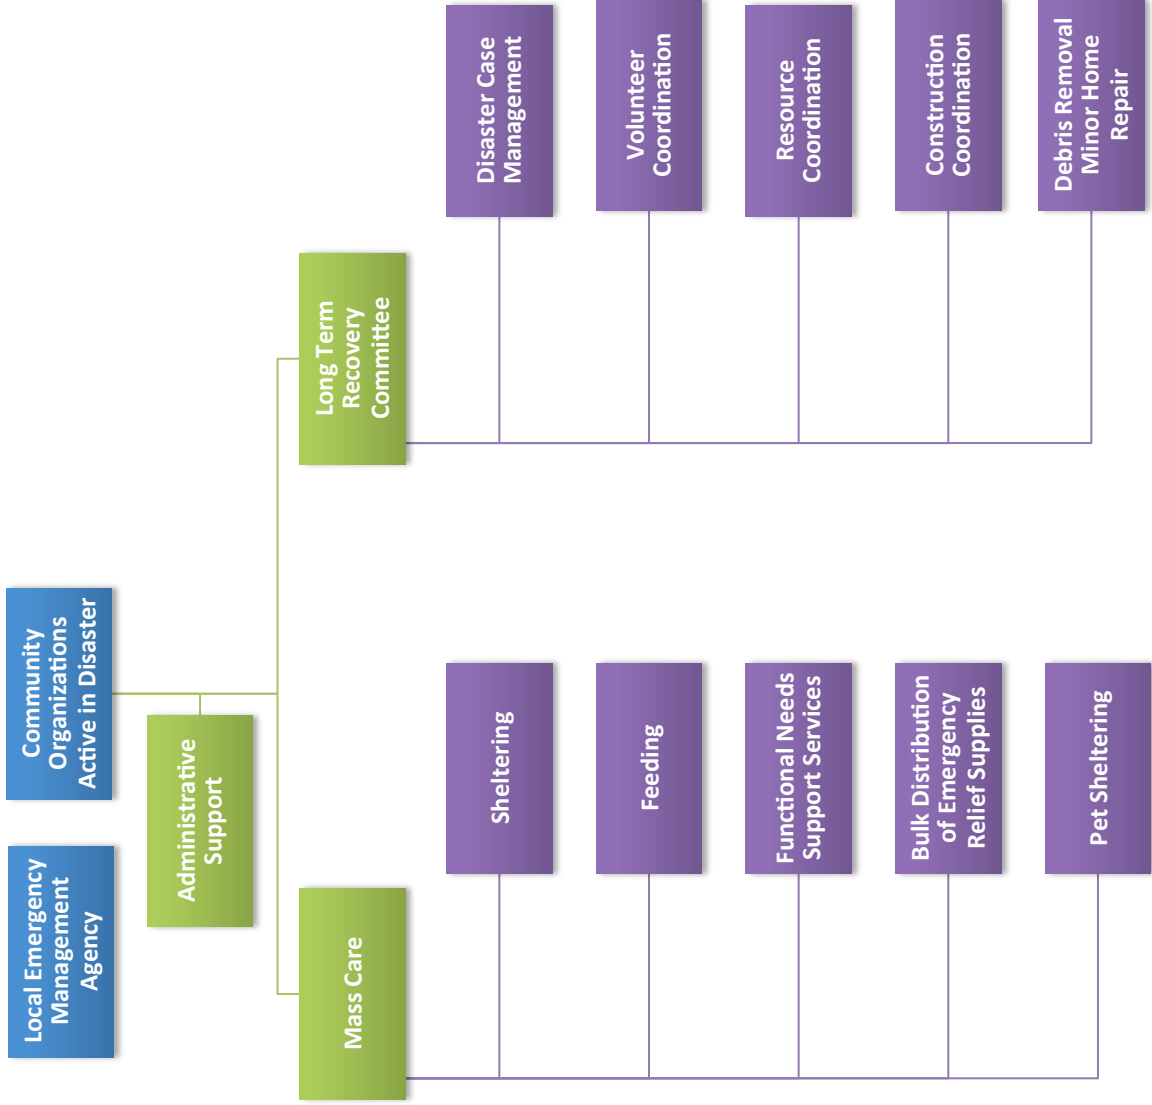 Local Emergency
Management
Agency
Community
Organizations
Active in Disaster
Administrative
Support
Mass Care
Long Term
Recovery
Committee
Sheltering
Feeding
Functional Needs
Support Services
Bulk Distribution
of Emergency
Relief Supplies
Pet Sheltering
Disaster Case
Management
Volunteer
Coordination
Resource
Coordination
Construction
Coordination
Debris Removal
Minor Home
Repair